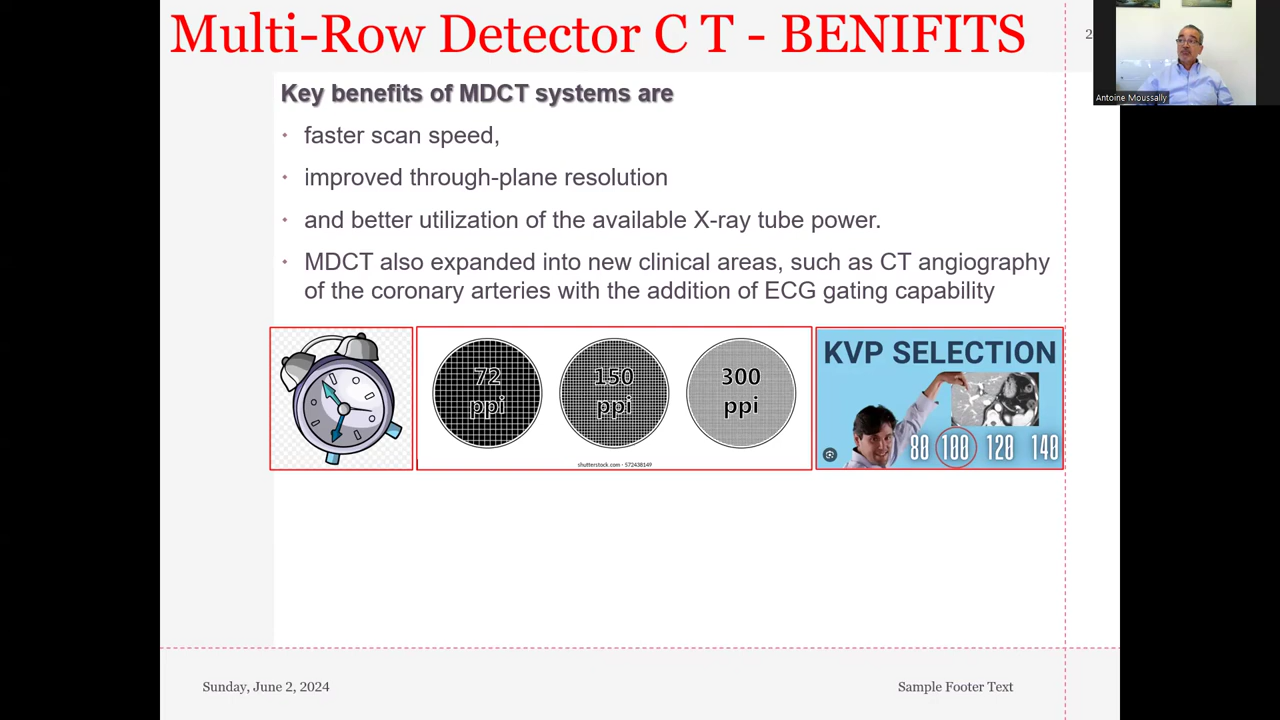 Multi-Row Detector C T - BENIFITS
2
Antoine Moussally
Key benefits of MDCT systems are
faster scan speed,
improved through-plane resolution
and better utilization of the available X-ray tube power.
MDCT also expanded into new clinical areas, such as CT angiography
of the coronary arteries with the addition of ECG gating capability
72
ppi
150
ppi
300
ppi
shutterstock.com · 572438149
KVP SELECTION
80 100 120 140
Sunday, June 2, 2024
Sample Footer Text